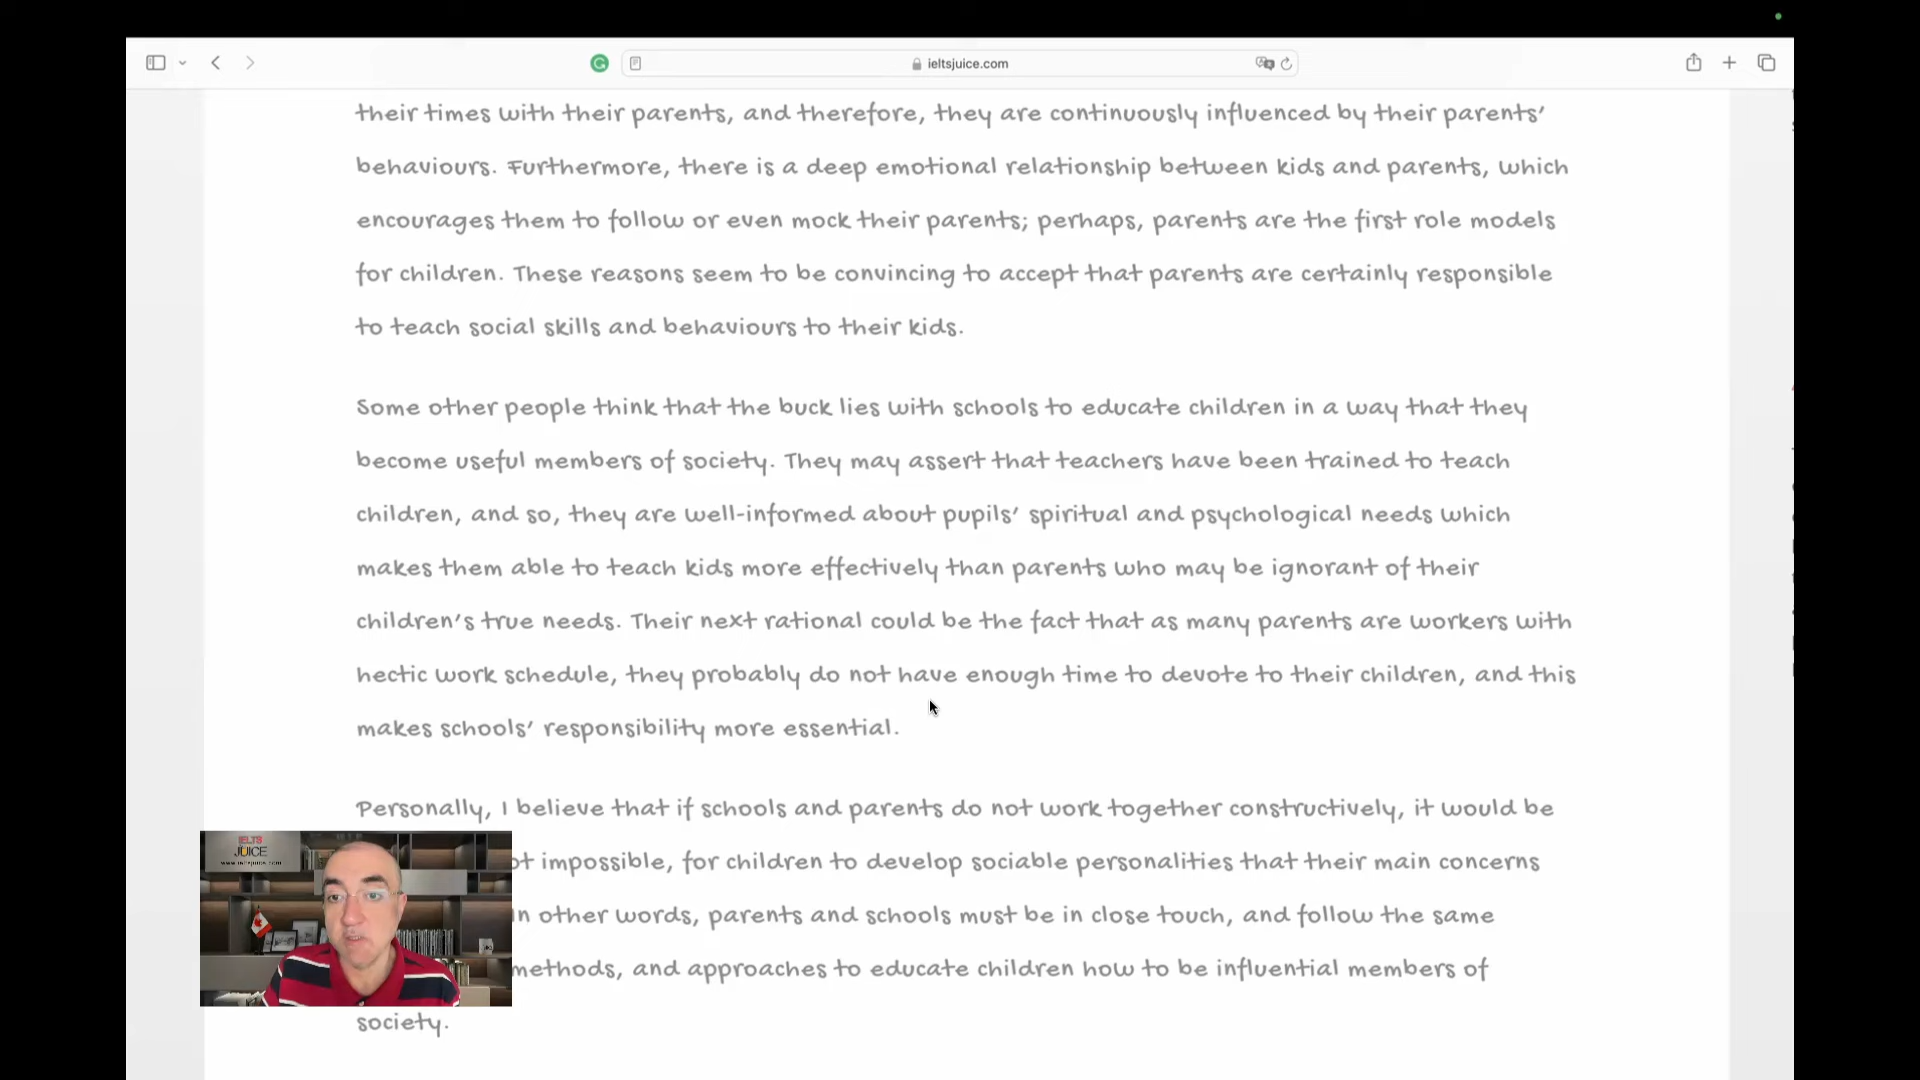 ieltsjuice.com
their times with their parents, and therefore, they are continuously influenced by their parents'
behaviours. Furthermore, there is a deep emotional relationship between kids and parents, which
encourages them to follow or even mock their parents; perhaps, parents are the first role models
for children. These reasons seem to be convincing to accept that parents are certainly responsible
to teach social skills and behaviours to their kids.
Some other people think that the buck lies with schools to educate children in a way that they
become useful members of society. They may assert that teachers have been trained to teach
children, and so, they are well-informed about pupils' spiritual and psychological needs which
makes them able to teach kids more effectively than parents who may be ignorant of their
children's true needs. Their next rational could be the fact that as many parents are workers with
hectic work schedule, they probably do not have enough time to devote to their children, and this
makes schools' responsibility more essential.
Personally, I believe that if schools and parents do not work together constructively, it would be
impossible, for children to develop sociable personalities that their main concerns
other words, parents and schools must be in close touch, and follow the same
methods, and approaches to educate children how to be influential members of
society.
IELTS
JUICE
www.ieltsjuice.com